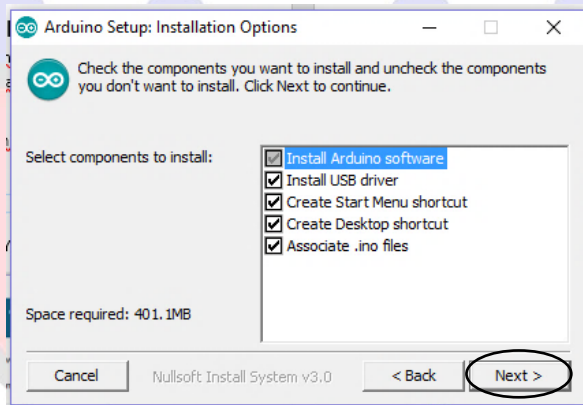 Arduino Setup: Installation Options
Check the components you want to install and uncheck the components
you don't want to install. Click Next to continue.
Select components to install:
Install Arduino software
Install USB driver
Create Start Menu shortcut
Create Desktop shortcut
Associate .ino files
Space required: 401.1MB
Cancel
Nullsoft Install System v3.0
< Back
Next >